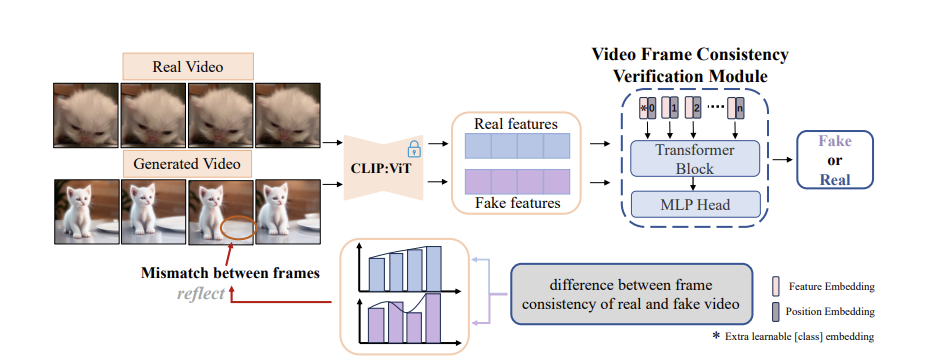 Video Frame Consistency
Verification Module
Real Video
*0 1 2 ···· n
Real features
Transformer
Block
Fake
or
Real
Generated Video
CLIP:ViT
Fake features
MLP Head
Mismatch between frames
reflect
difference between frame
consistency of real and fake video
Feature Embedding
Position Embedding
* Extra learnable [class] embedding